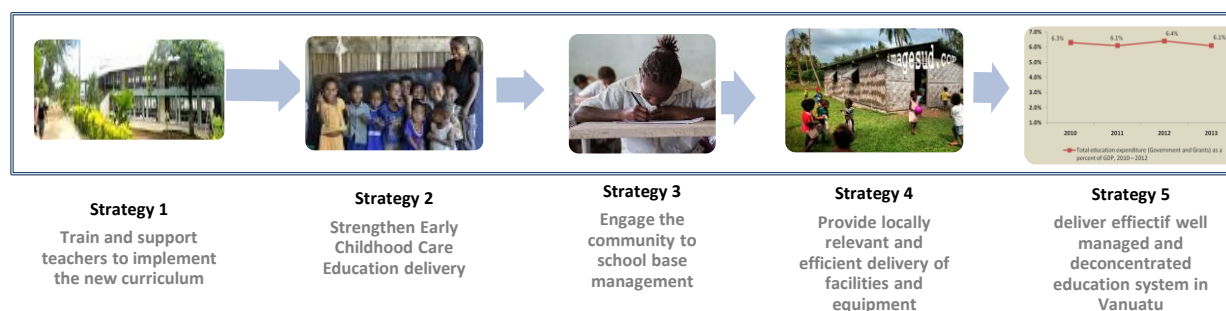 imagesud.com
7.0%
6.0%
5.0%
4.0%
3.0%
2.0%
1.0%
6.3%
6.1%
6.4%
6.1%
2010
2011
2012
2013
Total education expenditure (Government and Grants) as a
percent of GDP, 2010 – 2012
Strategy 1
Train and support
teachers to implement
the new curriculum
Strategy 2
Strengthen Early
Childhood Care
Education delivery
Strategy 3
Engage the
community to
school base
management
Strategy 4
Provide locally
relevant and
efficient delivery of
facilities and
equipment
Strategy 5
deliver effiectif well
managed and
deconcentrated
education system in
Vanuatu